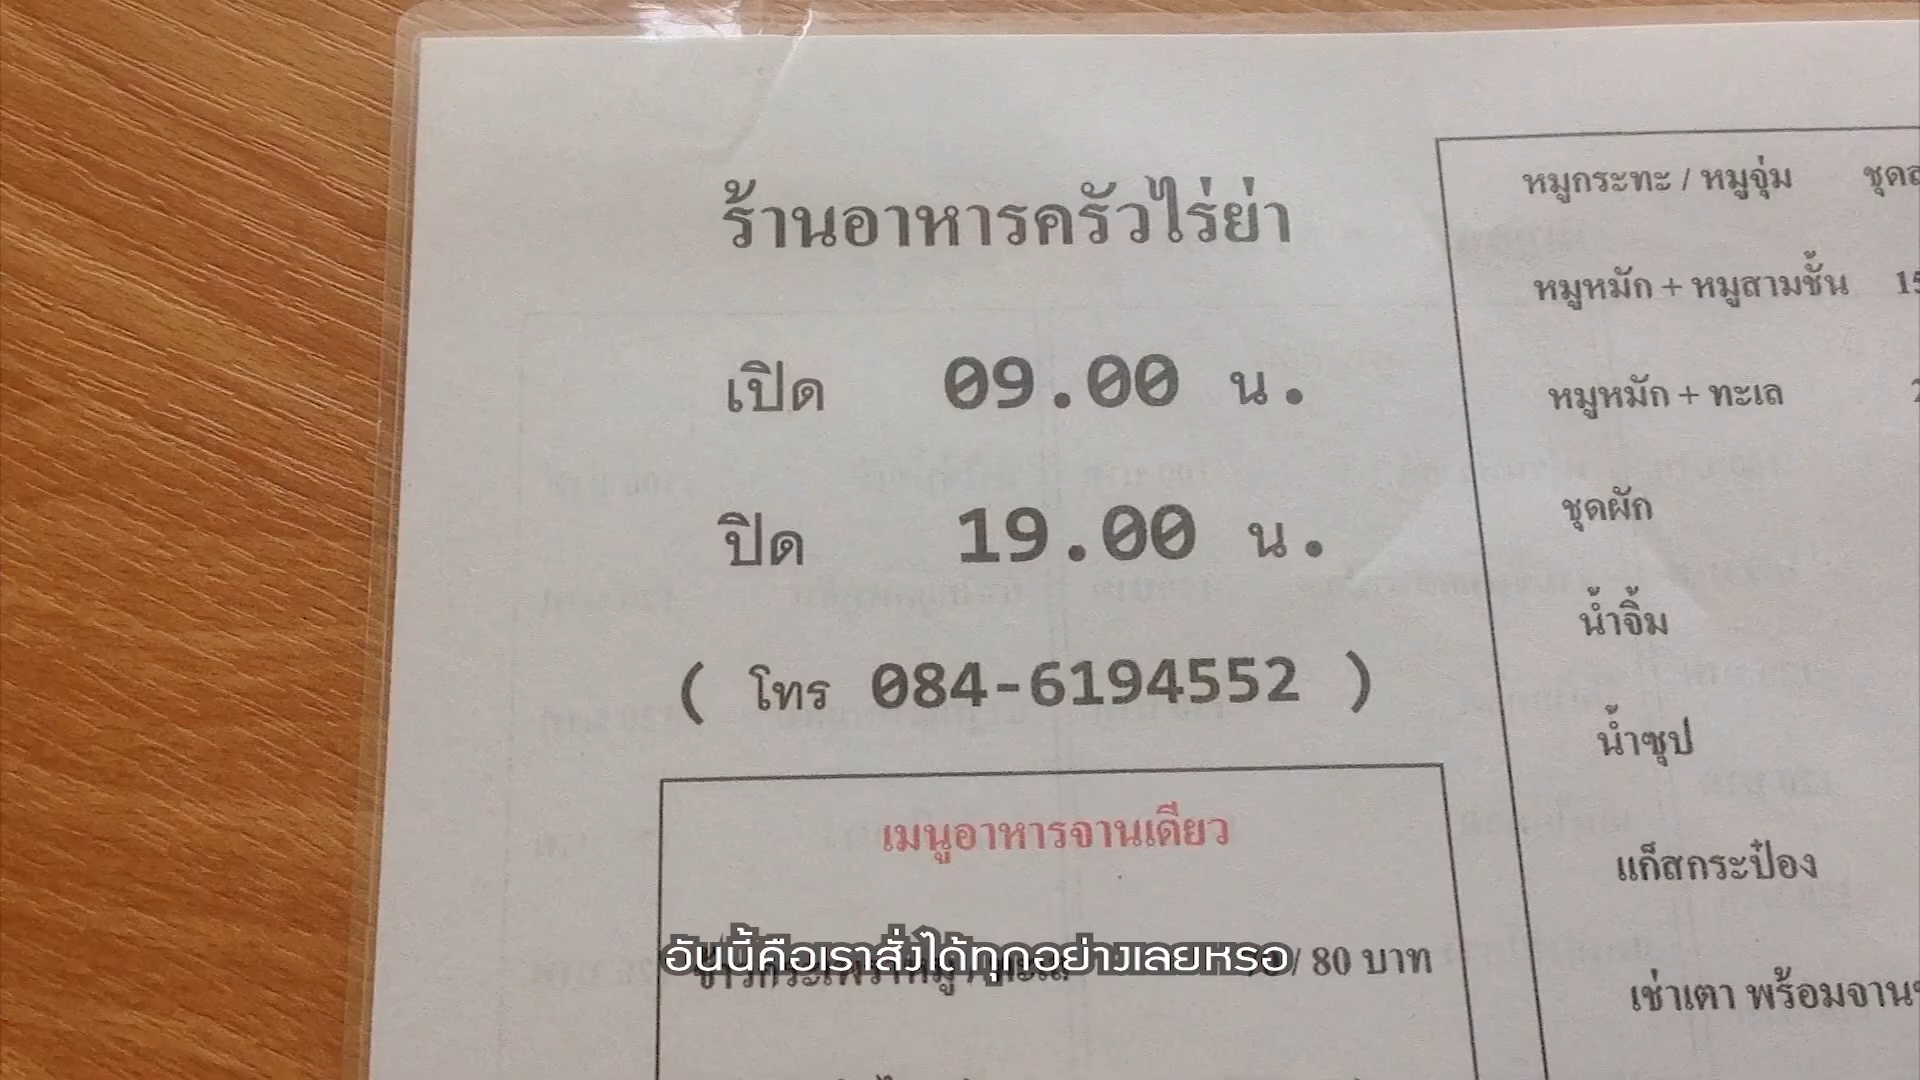 ร้านอาหารครัวไร่ย่า
เปิด 09.00 น.
ปิด 19.00 น.
( โทร 084-6194552 )
เมนูอาหารจานเดียว
/ 80 บาท
หมูกระทะ / หมูจุ่ม
หมูหมัก + หมูสามชั้น
หมูหมัก + ทะเล
ชุดผัก
น้ำจิ้ม
น้ำซุป
แก็สกระป๋อง
เช่าเตา พร้อมจาน
อันนี้คือเราสั่งได้ทุกอย่างเลยหรอ